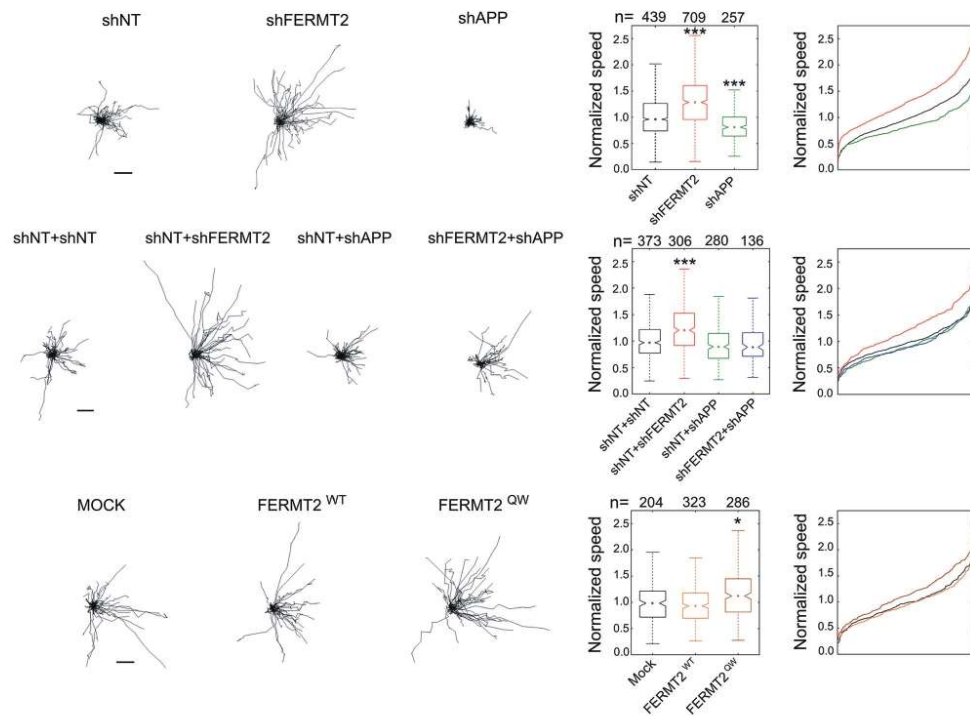 shNT
shFERMT2
shAPP
n= 439 709 257
*** ***
Normalized speed
2.5
2.0
1.5
1.0
0.5
0.0
shNT
shFERMT2
shAPP
Normalized speed
2.5
2.0
1.5
1.0
0.5
0.0
shNT+shNT
shNT+shFERMT2
shNT+shAPP
shFERMT2+shAPP
n= 373 306 280 136
***
Normalized speed
2.5
2.0
1.5
1.0
0.5
0.0
shNT+shNT
shNT+shFERMT2
shNT+shAPP
shFERMT2+shAPP
Normalized speed
2.5
2.0
1.5
1.0
0.5
0.0
MOCK
FERMT2 WT
FERMT2 QW
n= 204 323 286
*
Normalized speed
2.5
2.0
1.5
1.0
0.5
0.0
Mock
FERMT2 WT
FERMT2 QW
Normalized speed
2.5
2.0
1.5
1.0
0.5
0.0